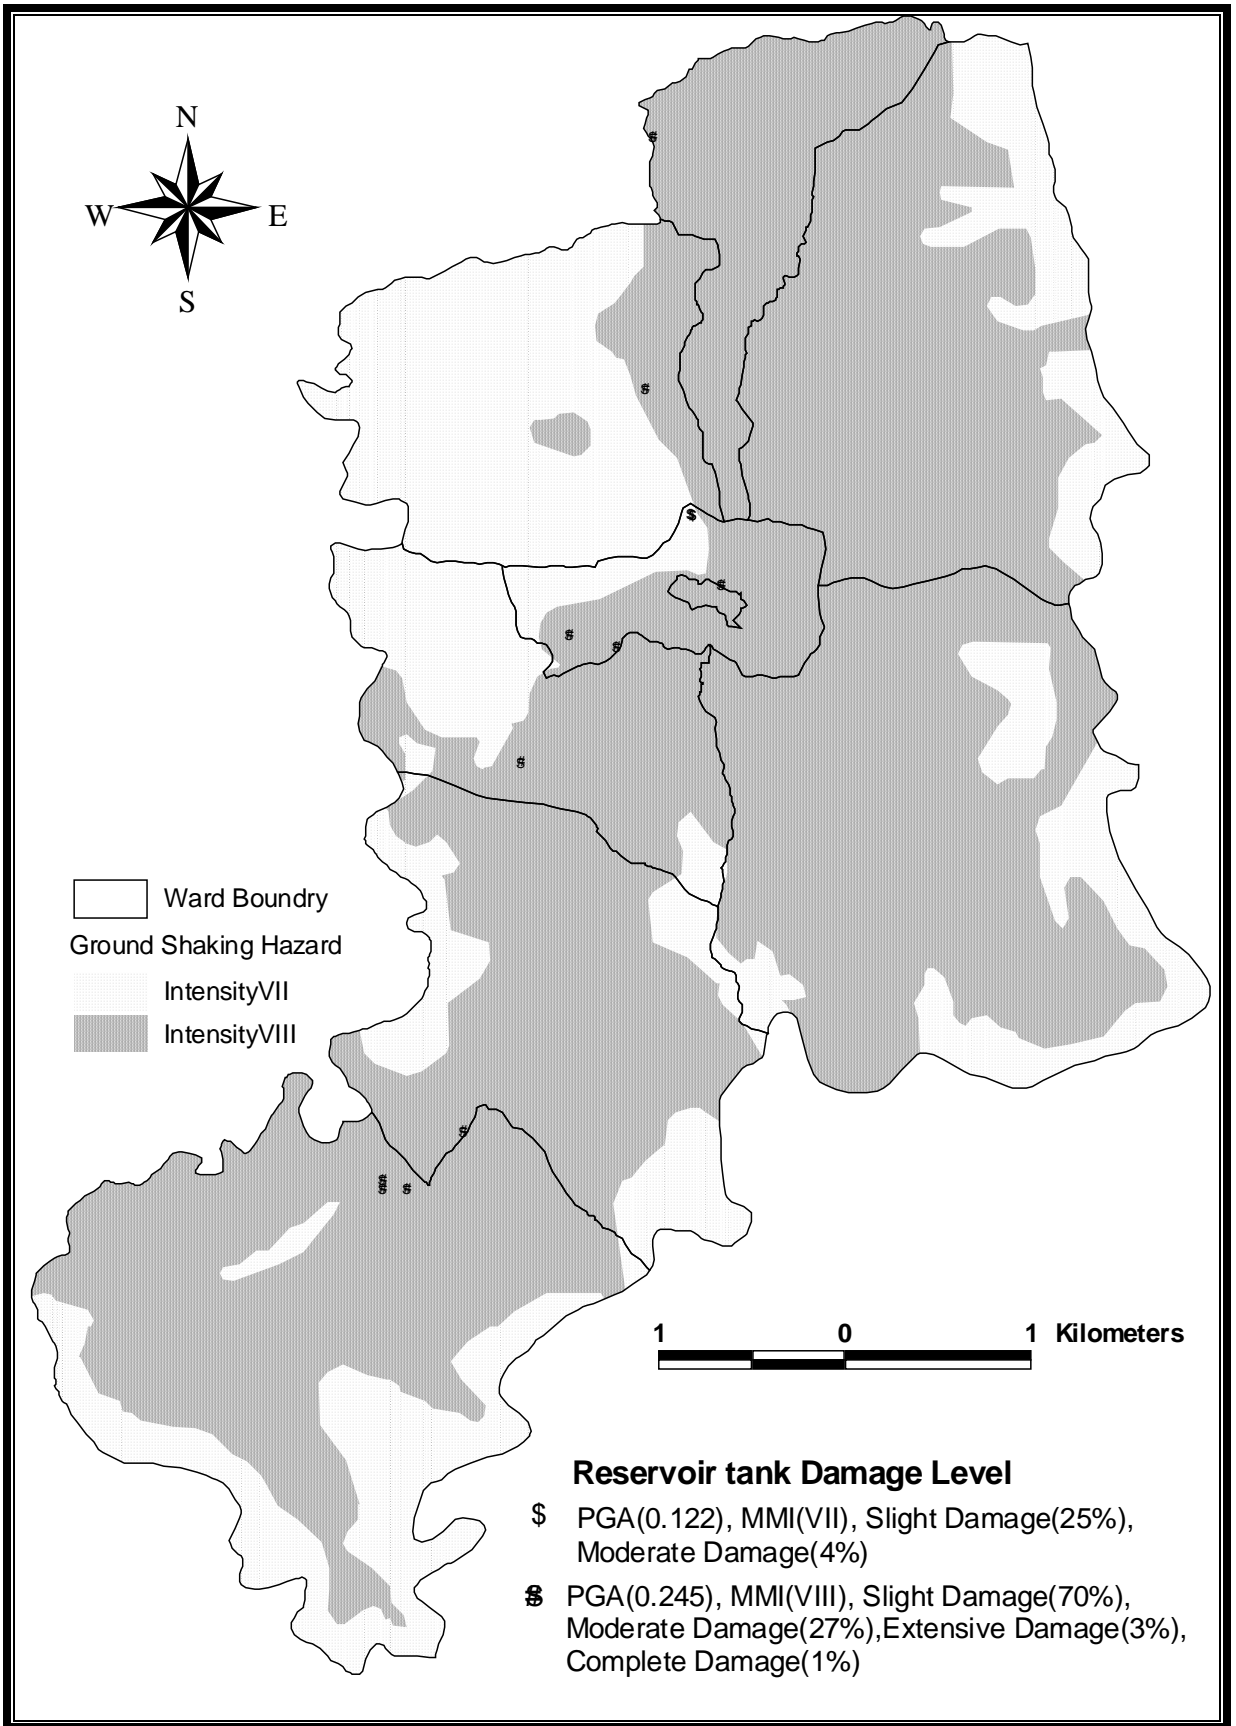 N
W E
S
Ward Boundry
Ground Shaking Hazard
IntensityVII
IntensityVIII
1 0 1 Kilometers
Reservoir tank Damage Level
$ PGA(0.122), MMI(VII), Slight Damage(25%),
Moderate Damage(4%)
$ PGA(0.245), MMI(VIII), Slight Damage(70%),
Moderate Damage(27%),Extensive Damage(3%),
Complete Damage(1%)